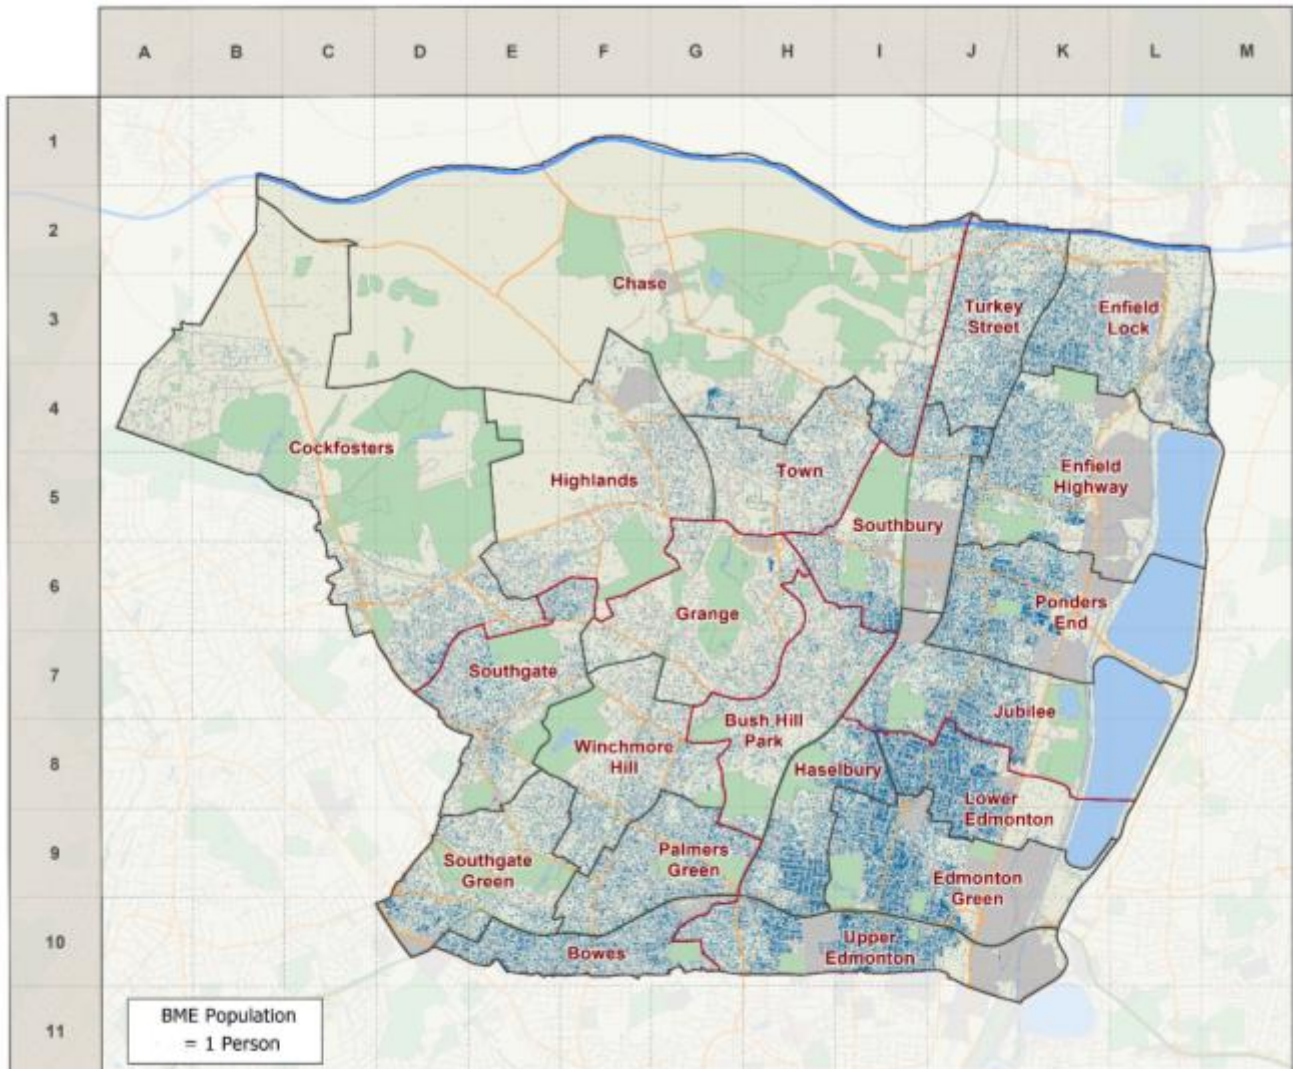 A B C D E F G H I J K L M
1
2
Chase
3
Turkey
Street
Enfield
Lock
4
Cockfosters
Highlands
Town
Enfield
Highway
5
Southbury
6
Grange
Ponders
End
7
Southgate
Jubilee
Bush Hill
Park
Winchmore
Hill
8
Haselbury
Lower
Edmonton
9
Southgate
Green
Palmers
Green
Edmonton
Green
10
Bowes
Upper
Edmonton
11
BME Population
= 1 Person